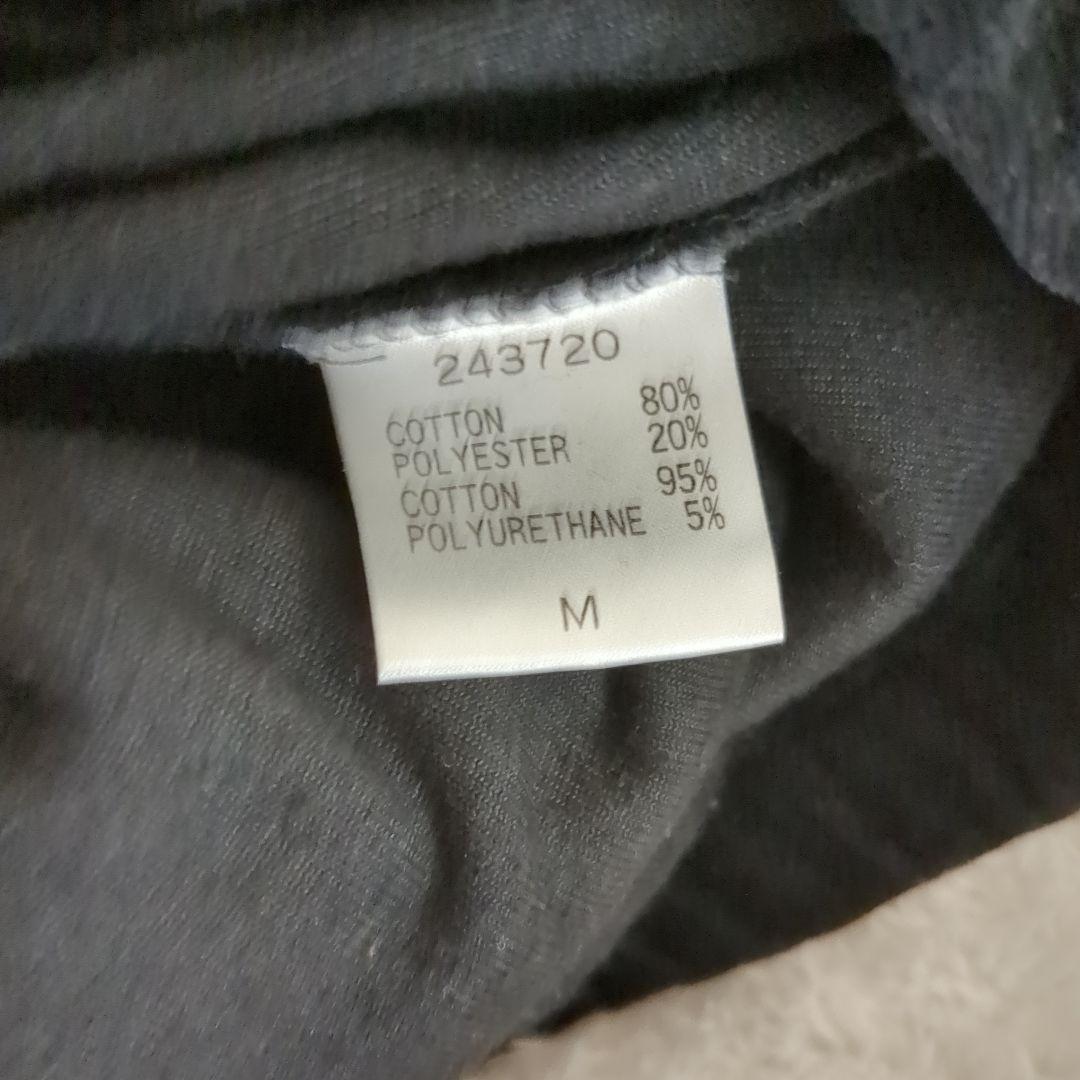 243720
COTTON 80%
POLYESTER 20%
COTTON 95%
POLYURETHANE 5%
M